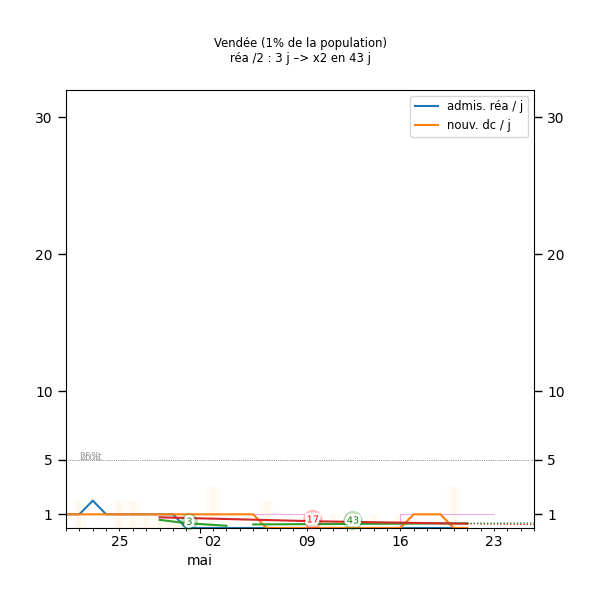 Vendée (1% de la population)
réa /2 : 3 j –> x2 en 43 j
admis. réa / j
nouv. dc / j
30 30
20 20
10 10
5 5
1 1
3 17 43
25 02 09 16 23
mai